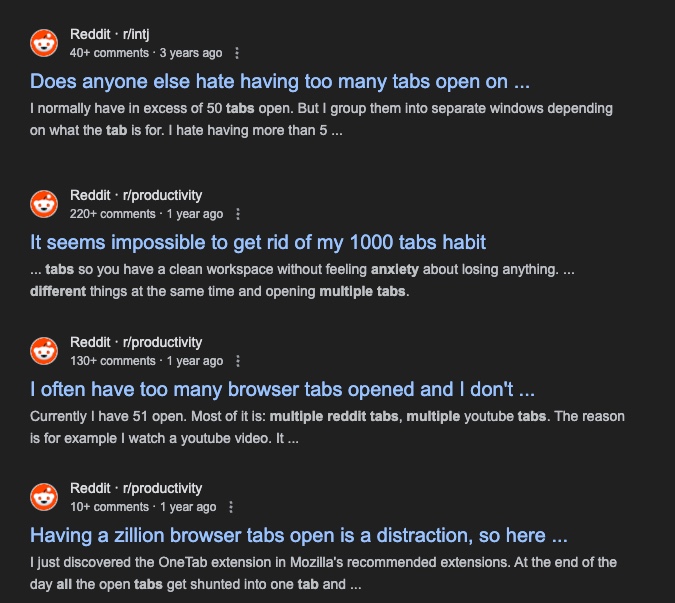 Reddit · r/intj
40+ comments · 3 years ago
Does anyone else hate having too many tabs open on ...
I normally have in excess of 50 tabs open. But I group them into separate windows depending
on what the tab is for. I hate having more than 5 ...
Reddit · r/productivity
220+ comments · 1 year ago
It seems impossible to get rid of my 1000 tabs habit
... tabs so you have a clean workspace without feeling anxiety about losing anything. ...
different things at the same time and opening multiple tabs.
Reddit · r/productivity
130+ comments · 1 year ago
I often have too many browser tabs opened and I don't ...
Currently I have 51 open. Most of it is: multiple reddit tabs, multiple youtube tabs. The reason
is for example I watch a youtube video. It ...
Reddit · r/productivity
10+ comments · 1 year ago
Having a zillion browser tabs open is a distraction, so here ...
I just discovered the OneTab extension in Mozilla's recommended extensions. At the end of the
day all the open tabs get shunted into one tab and ...